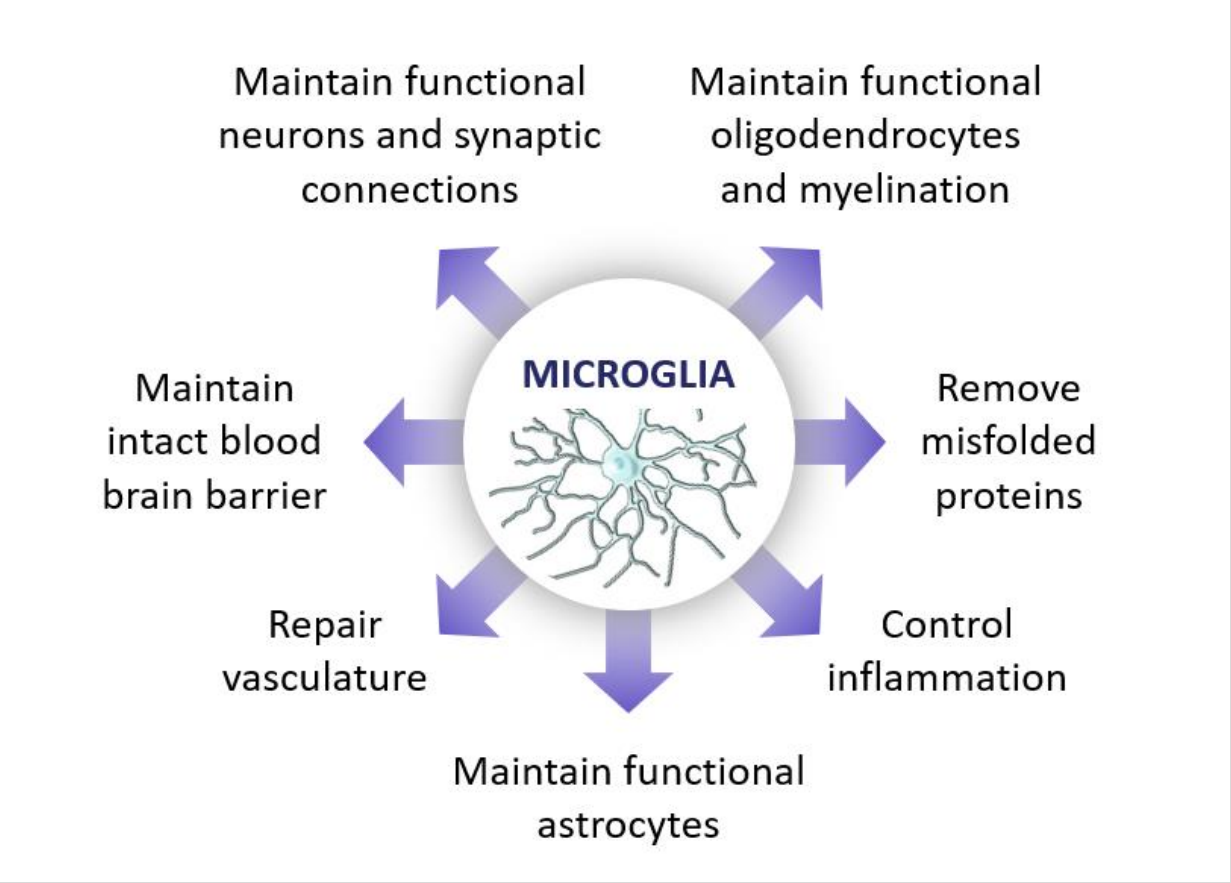 Maintain functional
neurons and synaptic
connections
Maintain functional
oligodendrocytes
and myelination
MICROGLIA
Maintain
intact blood
brain barrier
Remove
misfolded
proteins
Repair
vasculature
Control
inflammation
Maintain functional
astrocytes